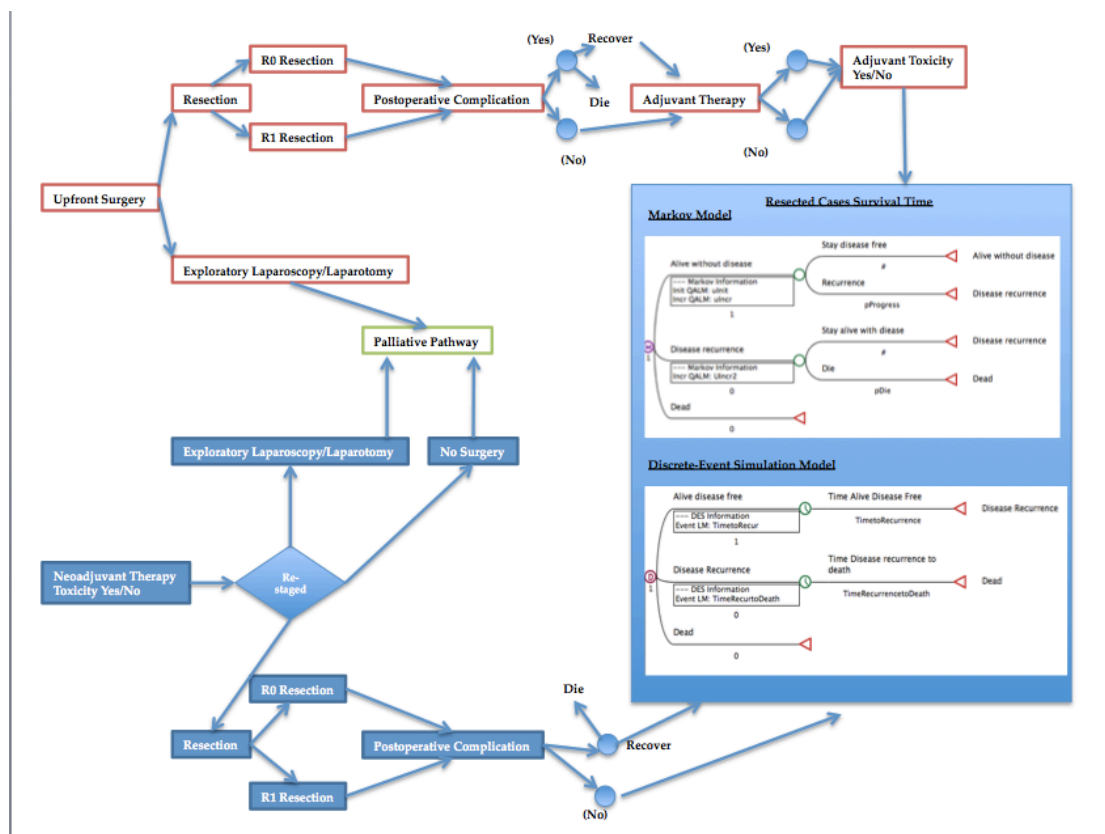 (Yes)
Recover
(Yes)
R0 Resection
Adjuvant Toxicity
Yes/No
Resection
Postoperative Complication
Die
Adjuvant Therapy
R1 Resection
(No)
(No)
Upfront Surgery
Exploratory Laparoscopy/Laparotomy
Palliative Pathway
Exploratory Laparoscopy/Laparotomy
No Surgery
Neoadjuvant Therapy
Toxicity Yes/No
Re-
staged
R0 Resection
Resection
Postoperative Complication
R1 Resection
Die
Recover
(No)
Resected Cases Survival Time
Markov Model
Alive without disease
---- Markov Information
Init QALM: uInit
Incr QALM: uIncr
1
Stay disease free
#
Alive without disease
Recurrence
pProgress
Disease recurrence
M
1
Disease recurrence
---- Markov Information
Incr QALM: UIncr2
0
Stay alive with diease
#
Disease recurrence
Die
pDie
Dead
Dead
0
Discrete-Event Simulation Model
Alive disease free
---- DES Information
Event LM: TimetoRecur
1
Time Alive Disease Free
TimetoRecurrence
Disease Recurrence
D
1
Disease Recurrence
---- DES Information
Event LM: TimeRecurtoDeath
0
Time Disease recurrence to
death
TimeRecurrencetoDeath
Dead
Dead
0